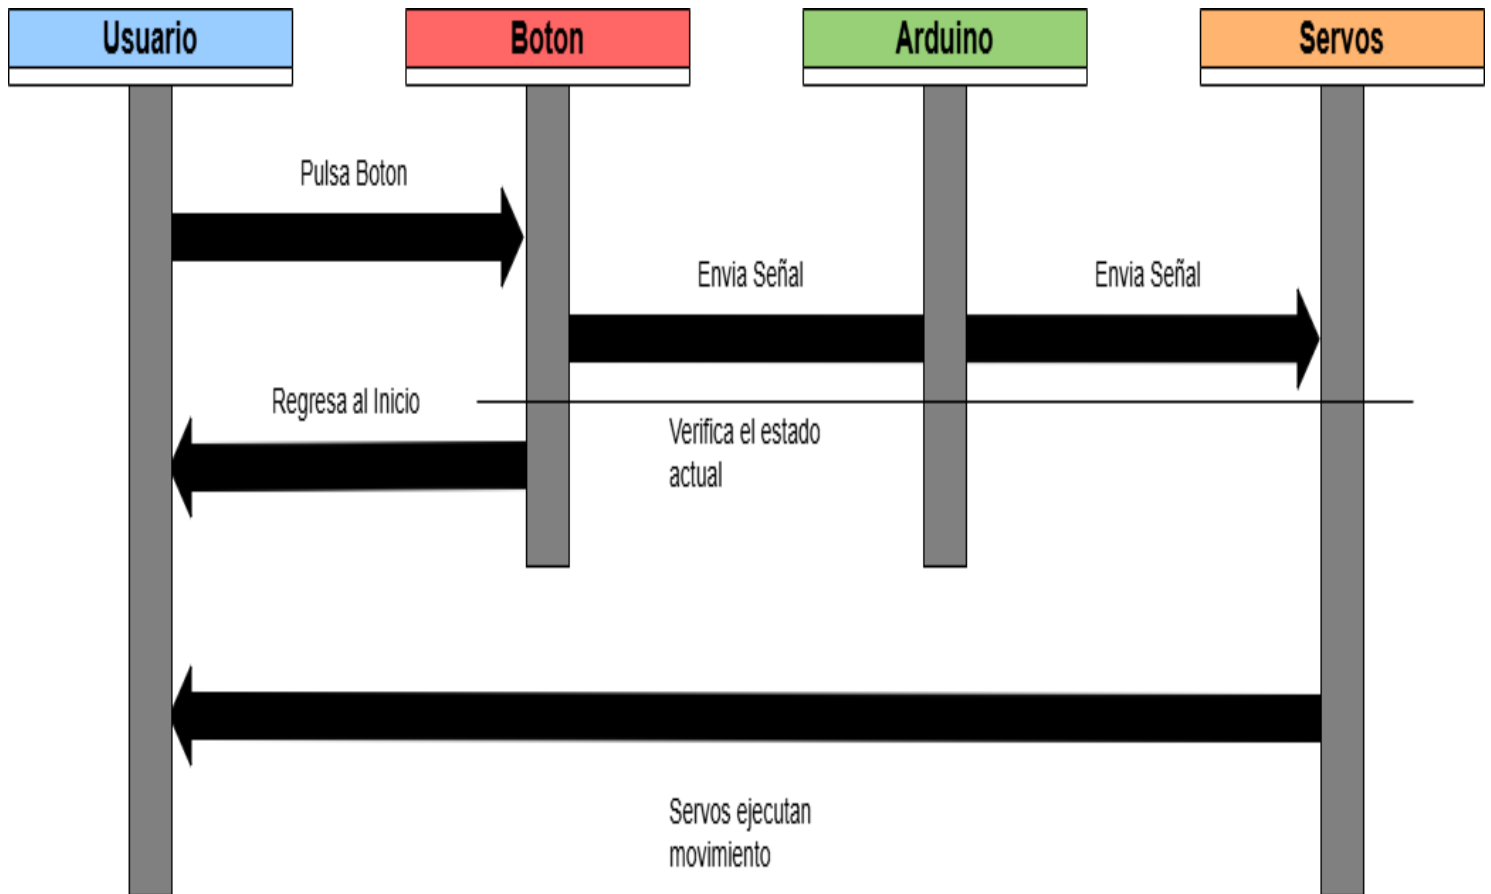 Usuario
Boton
Arduino
Servos
Pulsa Boton
Envia Señal
Envia Señal
Regresa al Inicio
Verifica el estado
actual
Servos ejecutan
movimiento